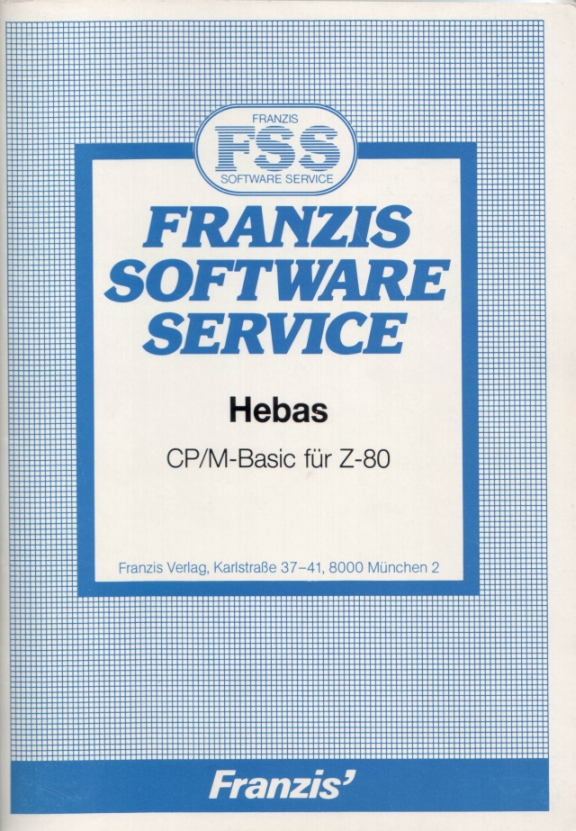 FRANZIS
FSS
SOFTWARE SERVICE
FRANZIS
SOFTWARE
SERVICE
Hebas
CP/M-Basic für Z-80
Franzis Verlag, Karlstraße 37–41, 8000 München 2
Franzis’